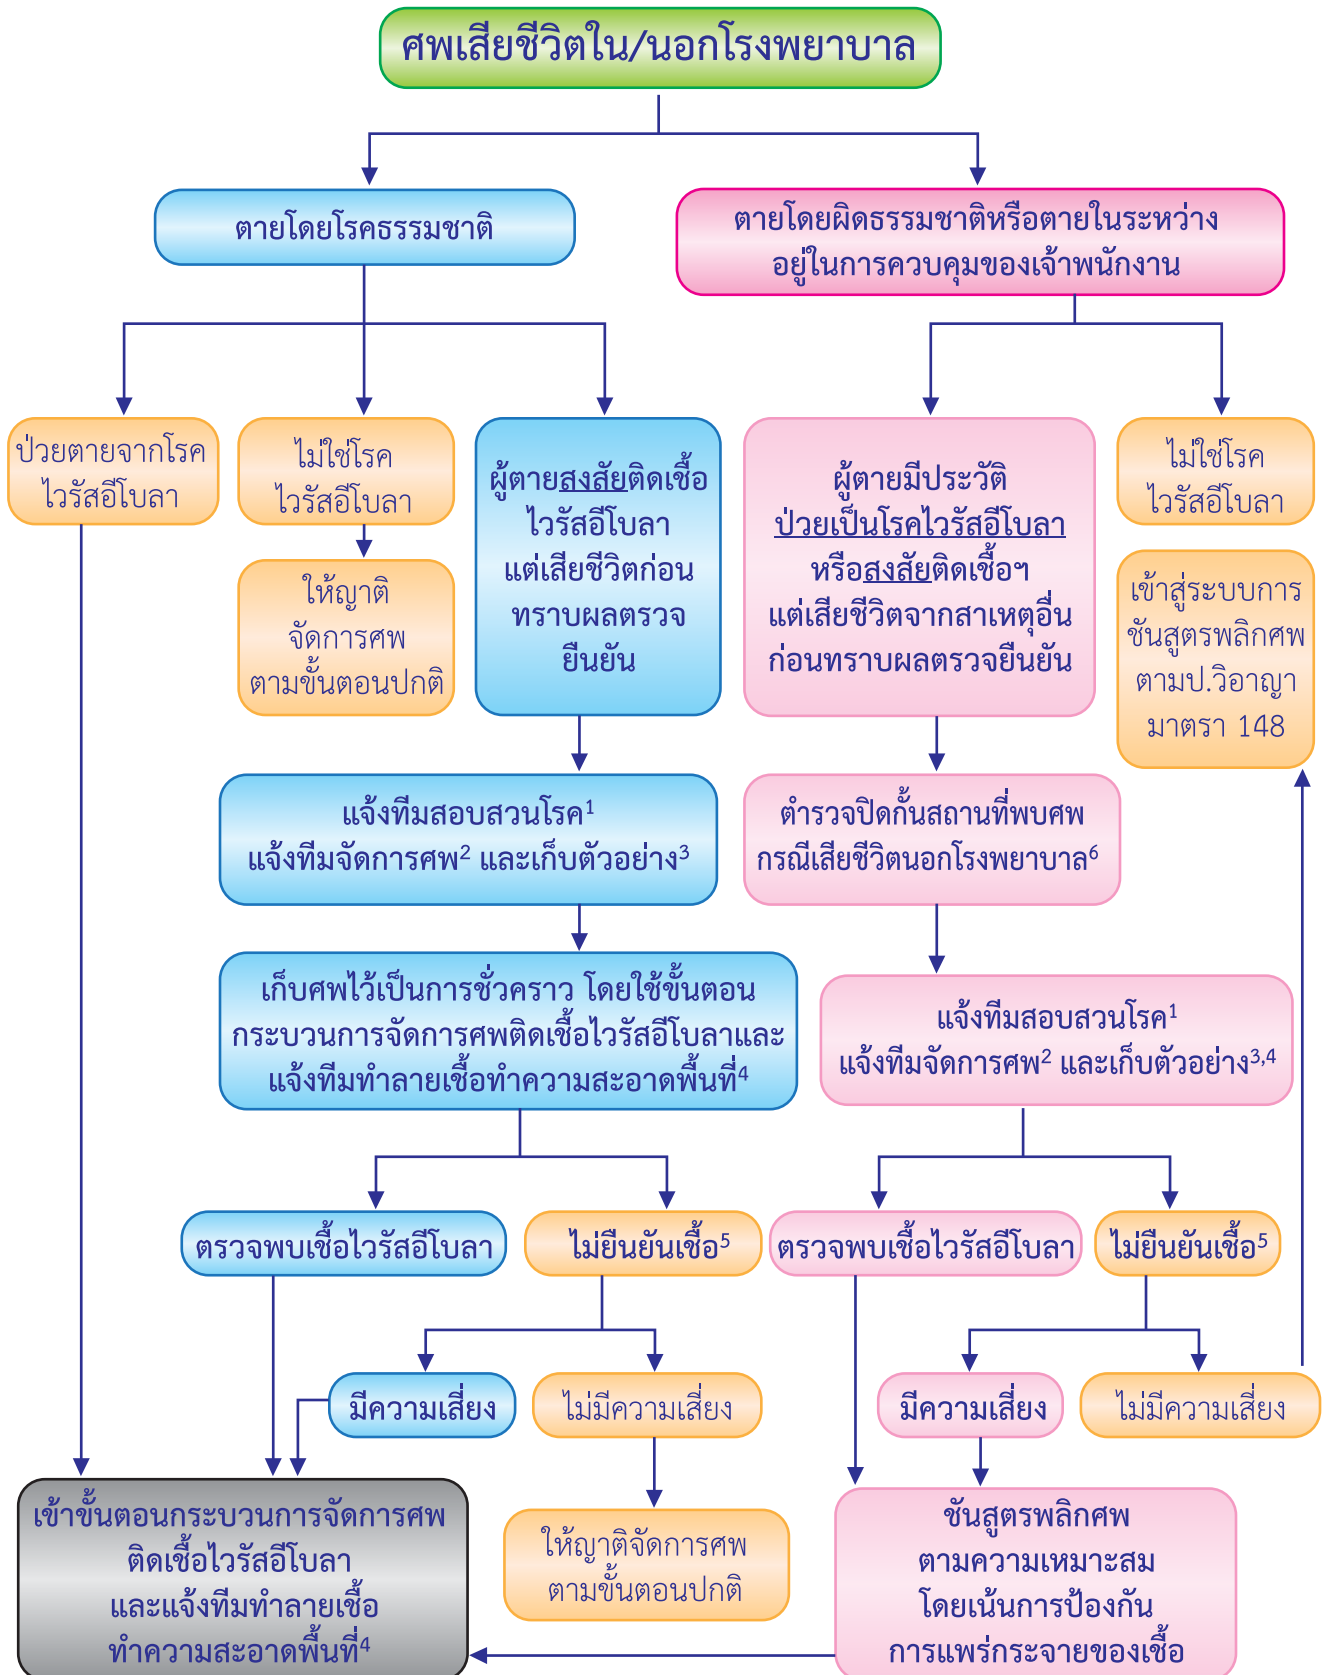 ศพเสียชีวิตใน/นอกโรงพยาบาล
ตายโดยโรคธรรมชาติ
ตายโดยผิดธรรมชาติหรือตายในระหว่าง
อยู่ในการควบคุมของเจ้าพนักงาน
ป่วยตายจากโรค
ไวรัสอีโบลา
ไม่ใช่โรค
ไวรัสอีโบลา
ให้ญาติ
จัดการศพ
ตามขั้นตอนปกติ
ผู้ตายสงสัยติดเชื้อ
ไวรัสอีโบลา
แต่เสียชีวิตก่อน
ทราบผลตรวจ
ยืนยัน
ผู้ตายมีประวัติ
ป่วยเป็นโรคไวรัสอีโบลา
หรือสงสัยติดเชื้อฯ
แต่เสียชีวิตจากสาเหตุอื่น
ก่อนทราบผลตรวจยืนยัน
ไม่ใช่โรค
ไวรัสอีโบลา
เข้าสู่ระบบการ
ชันสูตรพลิกศพ
ตามป.วิอาญา
มาตรา 148
แจ้งทีมสอบสวนโรค¹
แจ้งทีมจัดการศพ² และเก็บตัวอย่าง³
ตำรวจปิดกั้นสถานที่พบศพ
กรณีเสียชีวิตนอกโรงพยาบาล⁶
เก็บศพไว้เป็นการชั่วคราว โดยใช้ขั้นตอน
กระบวนการจัดการศพติดเชื้อไวรัสอีโบลาและ
แจ้งทีมทำลายเชื้อทำความสะอาดพื้นที่⁴
แจ้งทีมสอบสวนโรค¹
แจ้งทีมจัดการศพ² และเก็บตัวอย่าง³,⁴
ตรวจพบเชื้อไวรัสอีโบลา
ไม่ยืนยันเชื้อ⁵
ตรวจพบเชื้อไวรัสอีโบลา
ไม่ยืนยันเชื้อ⁵
มีความเสี่ยง
ไม่มีความเสี่ยง
มีความเสี่ยง
ไม่มีความเสี่ยง
เข้าขั้นตอนกระบวนการจัดการศพ
ติดเชื้อไวรัสอีโบลา
และแจ้งทีมทำลายเชื้อ
ทำความสะอาดพื้นที่⁴
ให้ญาติจัดการศพ
ตามขั้นตอนปกติ
ชันสูตรพลิกศพ
ตามความเหมาะสม
โดยเน้นการป้องกัน
การแพร่กระจายของเชื้อ